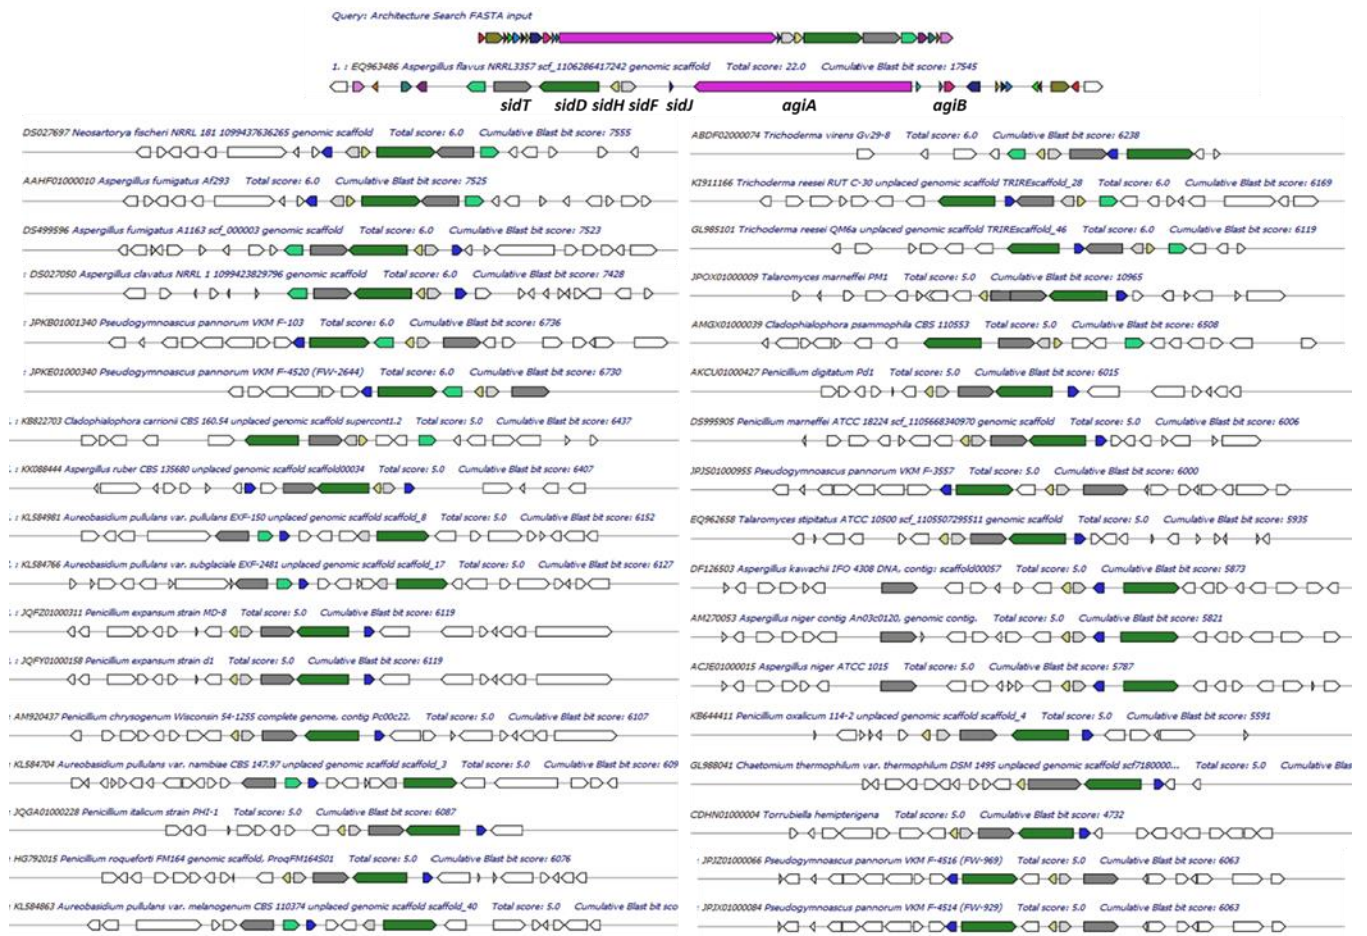 Query: Architecture Search FASTA input
1. : EQ963486 Aspergillus flavus NRRL3357 scf_1106286417242 genomic scaffold Total score: 22.0 Cumulative Blast bit score: 17545
sidT sidD sidH sidF sidJ agiA agiB
DS027697 Neosartorya fischeri NRRL 181 1099437636265 genomic scaffold Total score: 6.0 Cumulative Blast bit score: 7555
AAHF01000010 Aspergillus fumigatus Af293 Total score: 6.0 Cumulative Blast bit score: 7525
DS499596 Aspergillus fumigatus A1163 scf_000003 genomic scaffold Total score: 6.0 Cumulative Blast bit score: 7523
: DS027050 Aspergillus clavatus NRRL 1 1099423829796 genomic scaffold Total score: 6.0 Cumulative Blast bit score: 7428
: JPKB01001340 Pseudogymnoascus pannorum VKM F-103 Total score: 6.0 Cumulative Blast bit score: 6736
: JPKE01000340 Pseudogymnoascus pannorum VKM F-4520 (FW-2644) Total score: 6.0 Cumulative Blast bit score: 6730
. : KB822703 Cladophialophora carrionii CBS 160.54 unplaced genomic scaffold supercont1.2 Total score: 5.0 Cumulative Blast bit score: 6437
. : KK088444 Aspergillus ruber CBS 135680 unplaced genomic scaffold scaffold00034 Total score: 5.0 Cumulative Blast bit score: 6407
. : KL584981 Aureobasidium pullulans var. pullulans EXF-150 unplaced genomic scaffold scaffold_8 Total score: 5.0 Cumulative Blast bit score: 6152
. : KL584766 Aureobasidium pullulans var. subglaciale EXF-2481 unplaced genomic scaffold scaffold_17 Total score: 5.0 Cumulative Blast bit score: 6127
. : JQFZ01000311 Penicillium expansum strain MD-8 Total score: 5.0 Cumulative Blast bit score: 6119
. : JQFY01000158 Penicillium expansum strain d1 Total score: 5.0 Cumulative Blast bit score: 6119
: AM920437 Penicillium chrysogenum Wisconsin 54-1255 complete genome, contig Pc00c22. Total score: 5.0 Cumulative Blast bit score: 6107
: KL584704 Aureobasidium pullulans var. namibiae CBS 147.97 unplaced genomic scaffold scaffold_3 Total score: 5.0 Cumulative Blast bit score: 609
: JQGA01000228 Penicillium italicum strain PHI-1 Total score: 5.0 Cumulative Blast bit score: 6087
: HG792015 Penicillium roqueforti FM164 genomic scaffold, ProqFM164S01 Total score: 5.0 Cumulative Blast bit score: 6076
: KL584863 Aureobasidium pullulans var. melanogenum CBS 110374 unplaced genomic scaffold scaffold_40 Total score: 5.0 Cumulative Blast bit sco
ABDF02000074 Trichoderma virens Gv29-8 Total score: 6.0 Cumulative Blast bit score: 6238
KI911166 Trichoderma reesei RUT C-30 unplaced genomic scaffold TRIREscaffold_28 Total score: 6.0 Cumulative Blast bit score: 6169
GL985101 Trichoderma reesei QM6a unplaced genomic scaffold TRIREscaffold_46 Total score: 6.0 Cumulative Blast bit score: 6119
JPOX01000009 Talaromyces marneffei PM1 Total score: 5.0 Cumulative Blast bit score: 10965
AMGX01000039 Cladophialophora psammophila CBS 110553 Total score: 5.0 Cumulative Blast bit score: 6508
AKCU01000427 Penicillium digitatum Pd1 Total score: 5.0 Cumulative Blast bit score: 6015
DS995905 Penicillium marneffei ATCC 18224 scf_1105668340970 genomic scaffold Total score: 5.0 Cumulative Blast bit score: 6006
JPJS01000955 Pseudogymnoascus pannorum VKM F-3557 Total score: 5.0 Cumulative Blast bit score: 6000
EQ962658 Talaromyces stipitatus ATCC 10500 scf_1105507295511 genomic scaffold Total score: 5.0 Cumulative Blast bit score: 5935
DF126503 Aspergillus kawachii IFO 4308 DNA, contig: scaffold00057 Total score: 5.0 Cumulative Blast bit score: 5873
AM270053 Aspergillus niger contig An03c0120, genomic contig. Total score: 5.0 Cumulative Blast bit score: 5821
ACJE01000015 Aspergillus niger ATCC 1015 Total score: 5.0 Cumulative Blast bit score: 5787
KB644411 Penicillium oxalicum 114-2 unplaced genomic scaffold scaffold_4 Total score: 5.0 Cumulative Blast bit score: 5591
GL988041 Chaetomium thermophilum var. thermophilum DSM 1495 unplaced genomic scaffold scf7180000... Total score: 5.0 Cumulative Blas
CDHN01000004 Torrubiella hemipterigena Total score: 5.0 Cumulative Blast bit score: 4732
: JPJZ01000066 Pseudogymnoascus pannorum VKM F-4516 (FW-969) Total score: 5.0 Cumulative Blast bit score: 6063
: JPJX01000084 Pseudogymnoascus pannorum VKM F-4514 (FW-929) Total score: 5.0 Cumulative Blast bit score: 6063